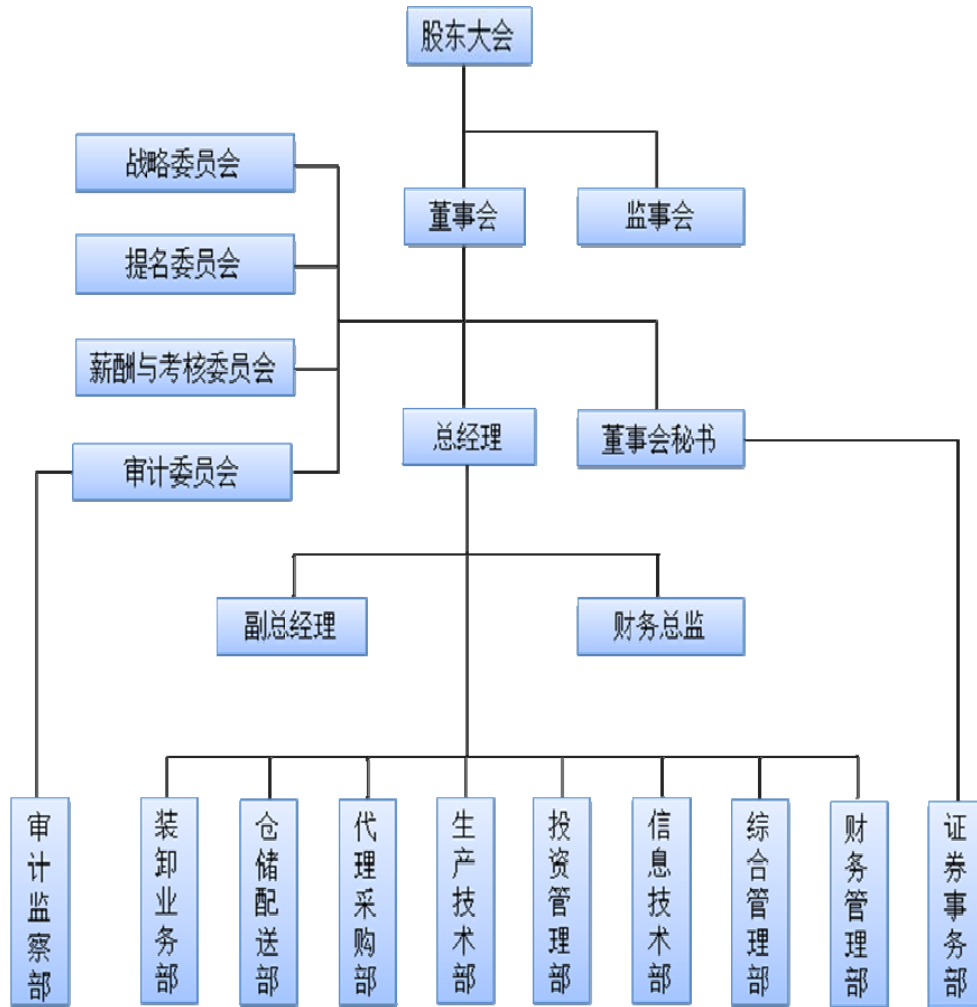 股东大会
战略委员会
董事会
监事会
提名委员会
薪酬与考核委员会
总经理
董事会秘书
审计委员会
副总经理
财务总监
审计监察部
装卸业务部
仓储配送部
代理采购部
生产技术部
投资管理部
信息技术部
综合管理部
财务管理部
证券事务部